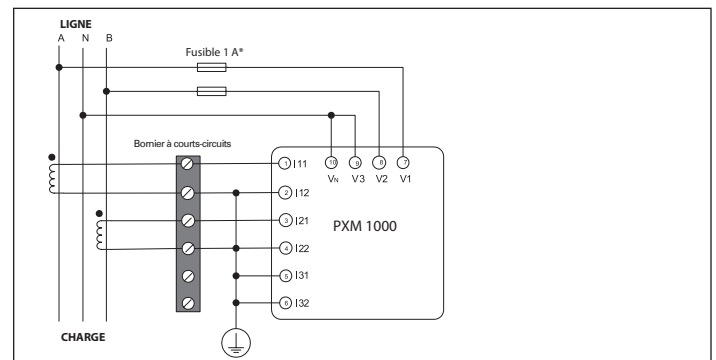 LIGNE
A N B
Fusible 1 A*
Bornier à courts-circuits
1 I11
2 I12
3 I21
4 I22
5 I31
6 I32
10 9 8 7
VN V3 V2 V1
PXM 1000
CHARGE